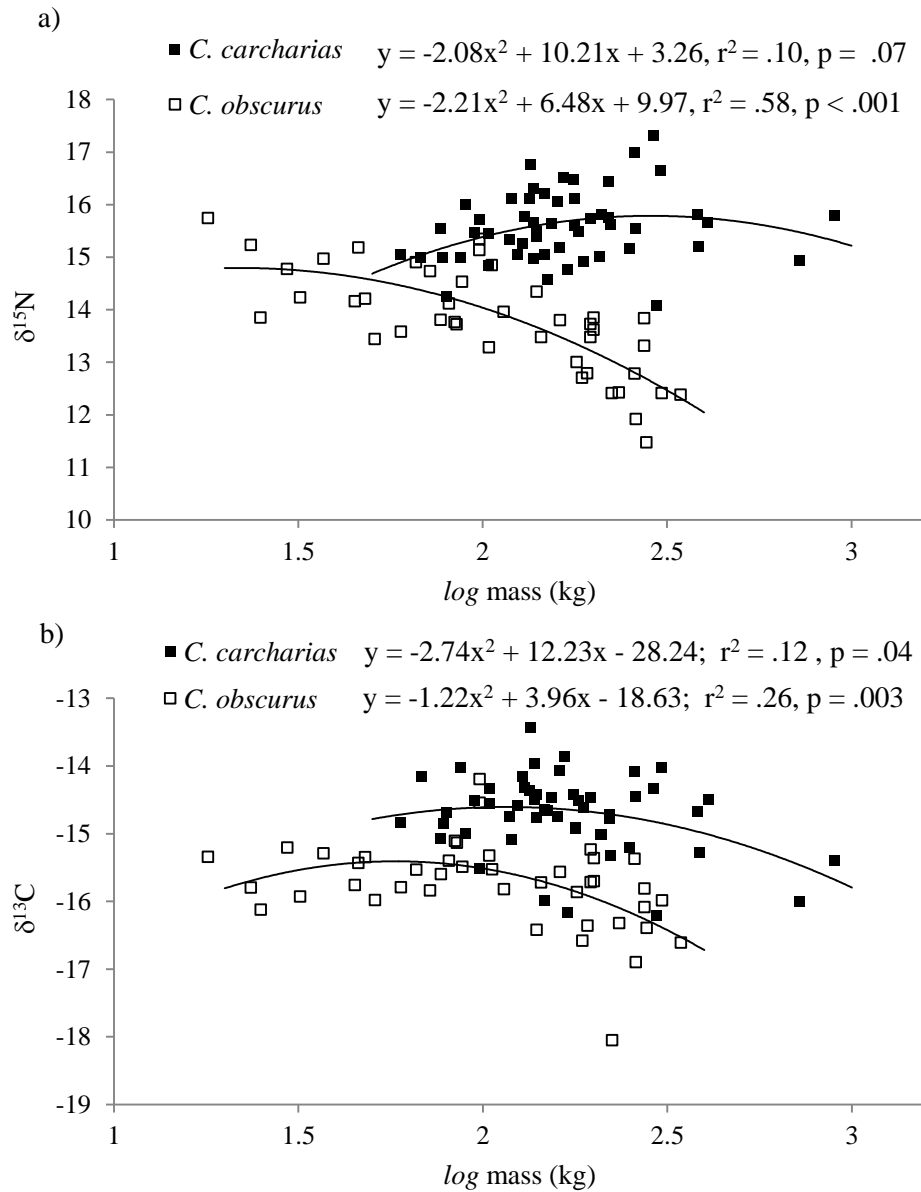 a)
■ C. carcharias y = -2.08x² + 10.21x + 3.26, r² = .10, p = .07
□ C. obscurus y = -2.21x² + 6.48x + 9.97, r² = .58, p < .001
18
17
16
15
14
13
12
11
10
δ¹⁵N
1 1.5 2 2.5 3
log mass (kg)
b)
■ C. carcharias y = -2.74x² + 12.23x - 28.24; r² = .12 , p = .04
□ C. obscurus y = -1.22x² + 3.96x - 18.63; r² = .26, p = .003
-13
-14
-15
-16
-17
-18
-19
δ¹³C
1 1.5 2 2.5 3
log mass (kg)